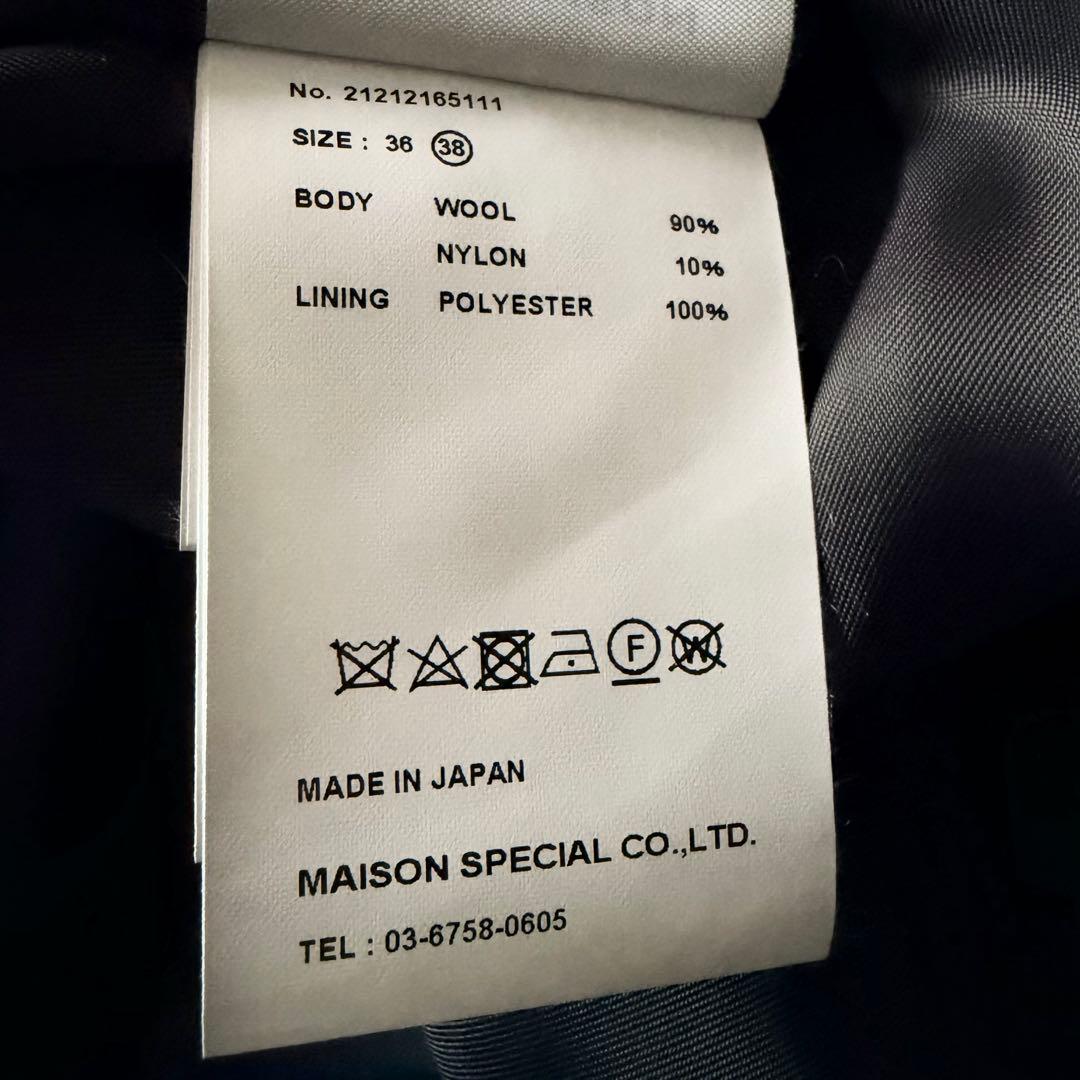 No. 21212165111
SIZE : 36 38
BODY WOOL 90%
NYLON 10%
LINING POLYESTER 100%
F W
MADE IN JAPAN
MAISON SPECIAL CO.,LTD.
TEL : 03-6758-0605